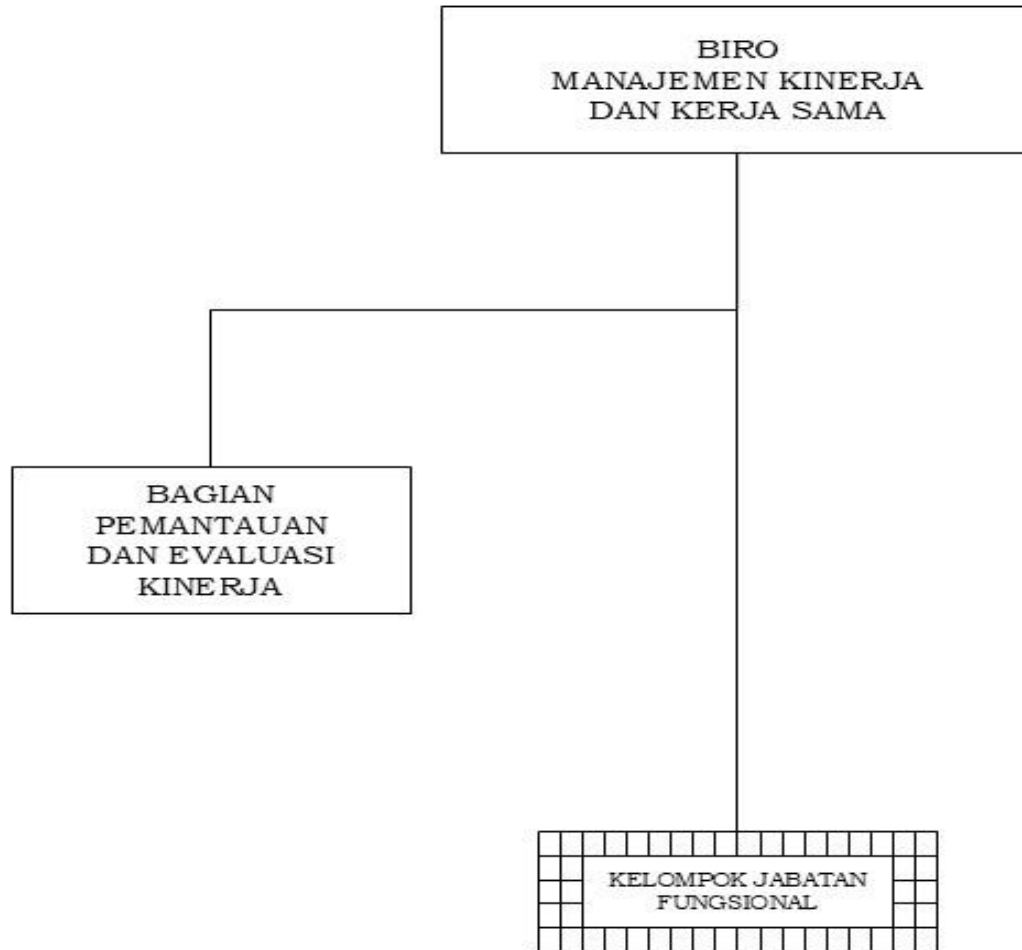 BIRO
MANAJEMEN KINERJA
DAN KERJA SAMA
BAGIAN
PEMANTAUAN
DAN EVALUASI
KINERJA
KELOMPOK JABATAN
FUNGSIONAL